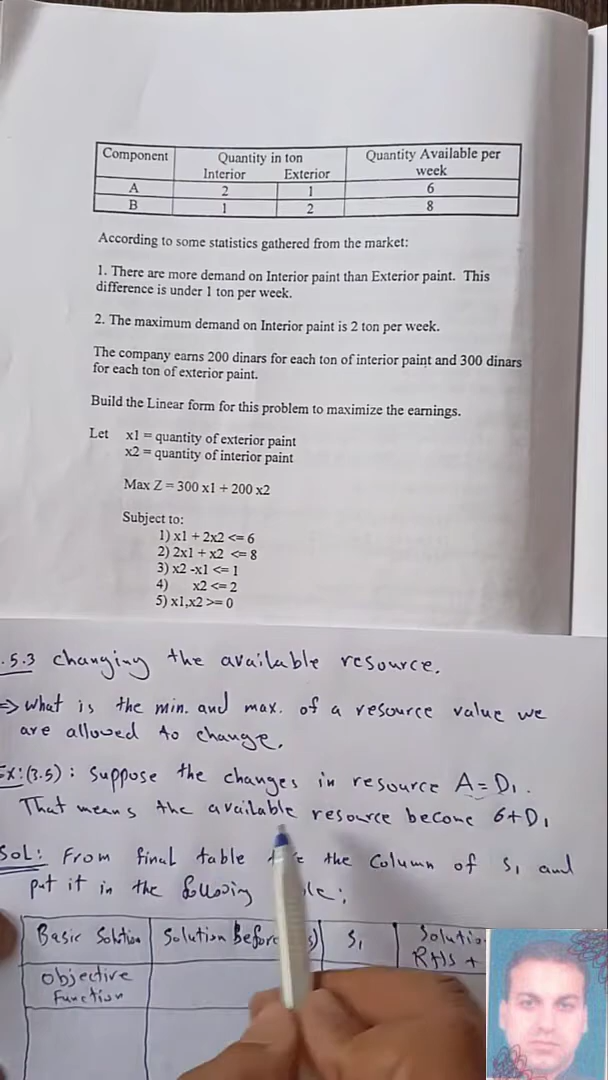 Component Quantity in ton Quantity Available per week
Interior Exterior
A 2 1 6
B 1 2 8
According to some statistics gathered from the market:
1. There are more demand on Interior paint than Exterior paint. This
difference is under 1 ton per week.
2. The maximum demand on Interior paint is 2 ton per week.
The company earns 200 dinars for each ton of interior paint and 300 dinars
for each ton of exterior paint.
Build the Linear form for this problem to maximize the earnings.
Let x1 = quantity of exterior paint
x2 = quantity of interior paint
Max Z = 300 x1 + 200 x2
Subject to:
1) x1 + 2x2 <= 6
2) 2x1 + x2 <= 8
3) x2 -x1 <= 1
4) x2 <= 2
5) x1,x2 >= 0
.5.3 changing the available resource.
=> what is the min. and max. of a resource value we
are allowed to change.
Ex:(3.5): suppose the changes in resource A = D1.
That means the available resource become 6+D1
Sol: From final table the Column of S1 and
put it in the following
Basic Solution Solution Before S1
RHS +
Objective
Function